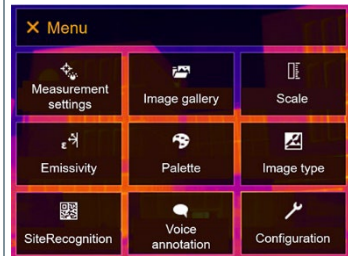 Menu
Measurement
settings
Image gallery
Scale
ε
Emissivity
Palette
Image type
SiteRecognition
Voice
annotation
Configuration